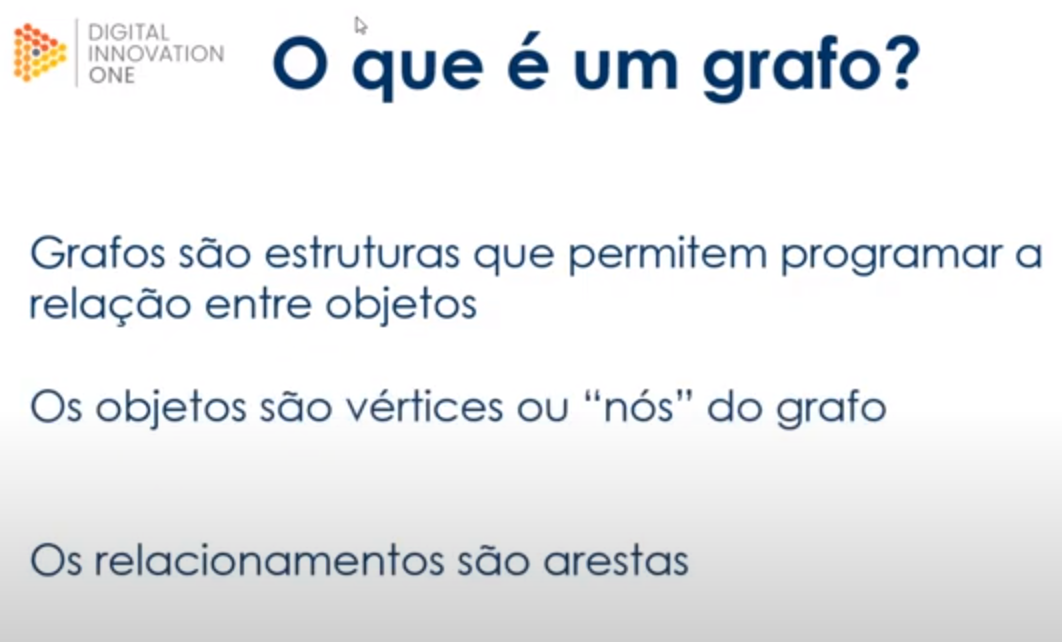 DIGITAL
INNOVATION
ONE
O que é um grafo?
Grafos são estruturas que permitem programar a
relação entre objetos
Os objetos são vértices ou “nós” do grafo
Os relacionamentos são arestas